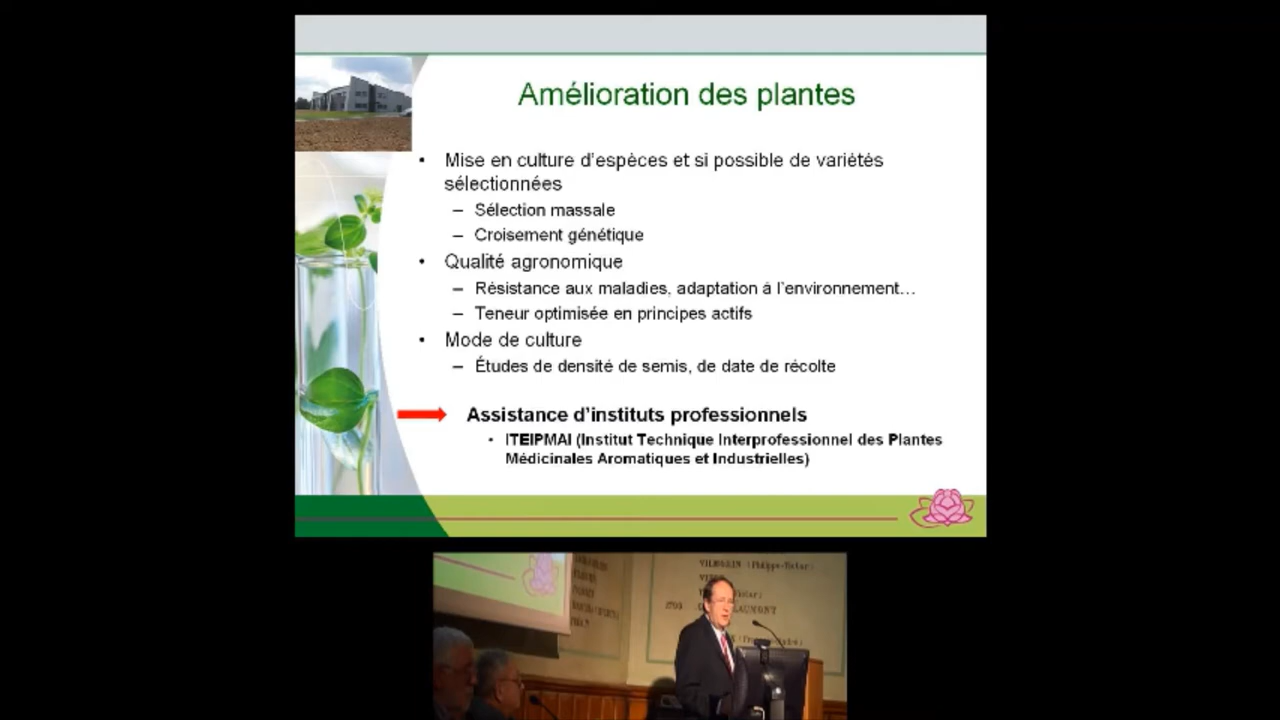 Amélioration des plantes
• Mise en culture d'espèces et si possible de variétés
sélectionnées
– Sélection massale
– Croisement génétique
• Qualité agronomique
– Résistance aux maladies, adaptation à l'environnement…
– Teneur optimisée en principes actifs
• Mode de culture
– Études de densité de semis, de date de récolte
Assistance d'instituts professionnels
• ITEIPMAI (Institut Technique Interprofessionnel des Plantes
Médicinales Aromatiques et Industrielles)
VILMORIN (Philippe-Victor)